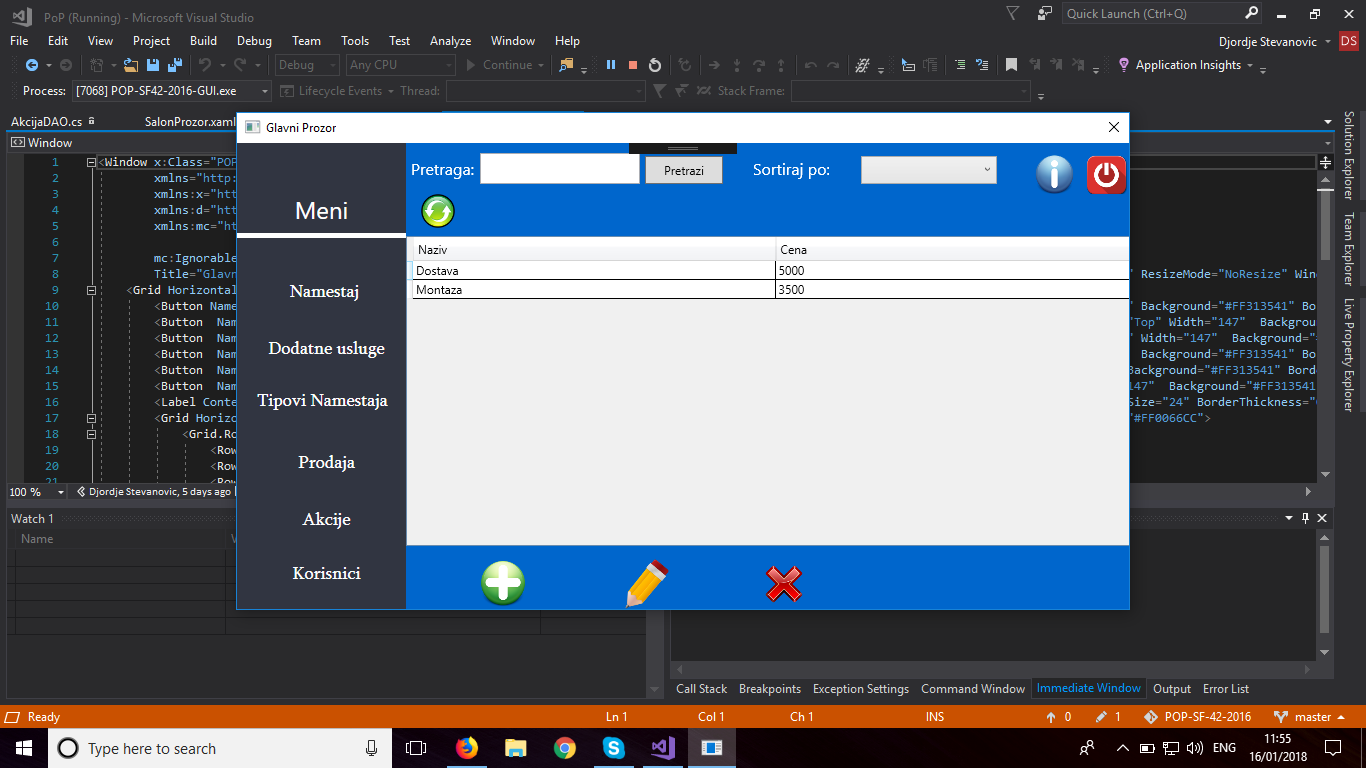 PoP (Running) - Microsoft Visual Studio
Quick Launch (Ctrl+Q)
File Edit View Project Build Debug Team Tools Test Analyze Window Help
Djordje Stevanovic DS
Debug Any CPU Continue Application Insights
Process: [7068] POP-SF42-2016-GUI.exe Lifecycle Events Thread: Stack Frame:
AkcijaDAO.cs SalonProzor.xaml
Window
Glavni Prozor
1 <Window x:Class="POP
2 xmlns="http:
3 xmlns:x="htt
4 xmlns:d="htt
5 xmlns:mc="ht
6
7 mc:Ignorable
8 Title="Glavn
" ResizeMode="NoResize" Win
9 <Grid Horizontal
10 <Button Name
" Background="#FF313541" Bo
11 <Button Nam
"Top" Width="147" Backgrou
12 <Button Nam
" Width="147" Background="#
13 <Button Nam
Background="#FF313541" Bor
14 <Button Nam
Background="#FF313541" Bord
15 <Button Nam
147" Background="#FF313541
16 <Label Conte
Size="24" BorderThickness="
17 <Grid Horizo
"#FF0066CC">
18 <Grid.Ro
19 <Row
20 <Row
21 <Row
Meni
Namestaj
Dodatne usluge
Tipovi Namestaja
Prodaja
Akcije
Korisnici
Pretraga: Pretrazi Sortiraj po:
Naziv Cena
Dostava 5000
Montaza 3500
Solution Explorer
Team Explorer
Live Property Explorer
100 % Djordje Stevanovic, 5 days ago
Watch 1
Name
Call Stack Breakpoints Exception Settings Command Window Immediate Window Output Error List
Ready Ln 1 Col 1 Ch 1 INS 0 1 POP-SF-42-2016 master
Type here to search
ENG
11:55
16/01/2018